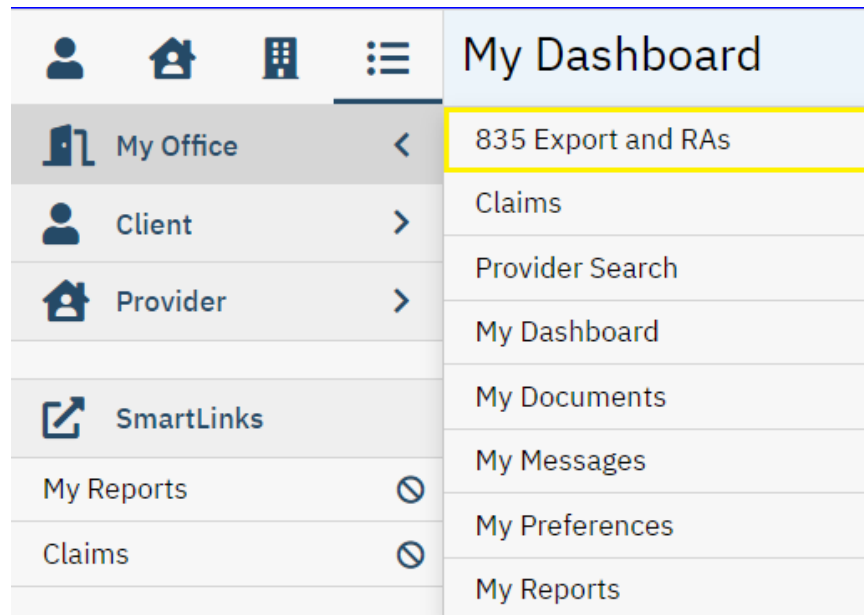 My Dashboard
My Office
Client
Provider
SmartLinks
My Reports
Claims
835 Export and RAs
Claims
Provider Search
My Dashboard
My Documents
My Messages
My Preferences
My Reports